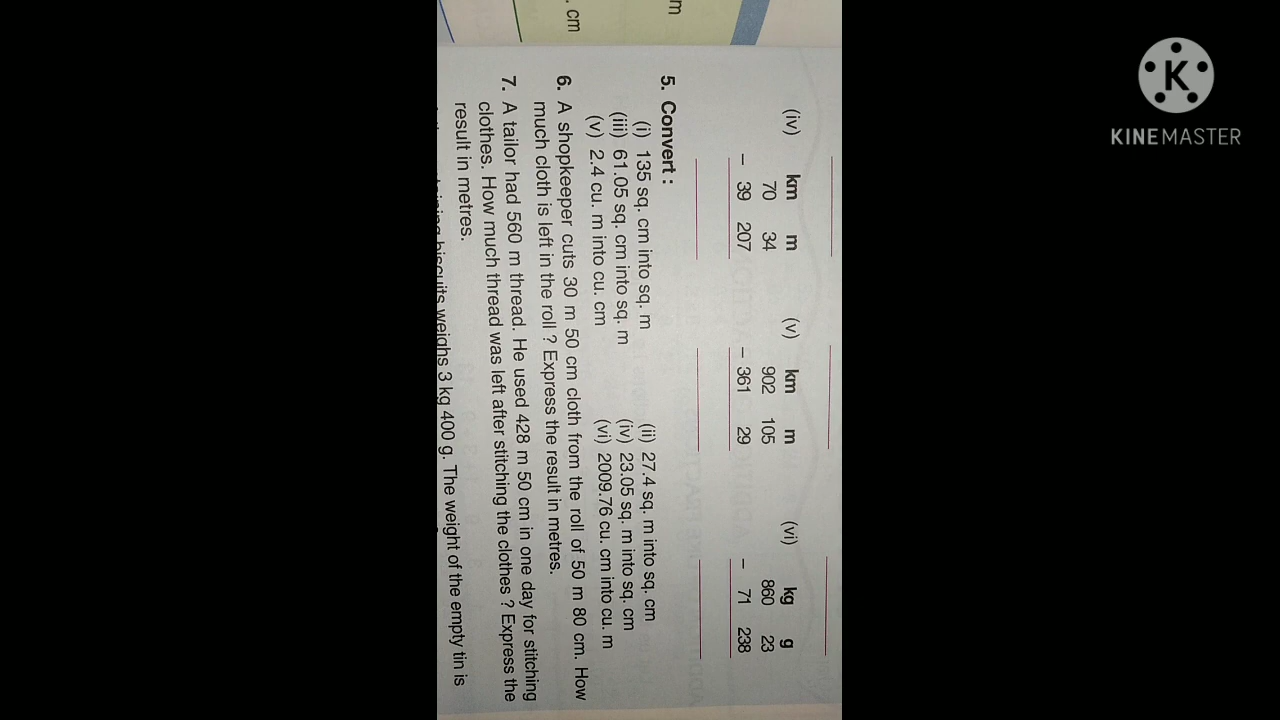 m
. cm
(iv) km m (v) km m (vi) kg g
70 34 902 105 860 23
– 39 207 – 361 29 – 71 238
5. Convert :
(i) 135 sq. cm into sq. m (ii) 27.4 sq. m into sq. cm
(iii) 61.05 sq. cm into sq. m (iv) 23.05 sq. m into sq. cm
(v) 2.4 cu. m into cu. cm (vi) 2009.76 cu. cm into cu. m
6. A shopkeeper cuts 30 m 50 cm cloth from the roll of 50 m 80 cm. How
much cloth is left in the roll ? Express the result in metres.
7. A tailor had 560 m thread. He used 428 m 50 cm in one day for stitching
clothes. How much thread was left after stitching the clothes ? Express the
result in metres.
biscuits weighs 3 kg 400 g. The weight of the empty tin is
K
KINEMASTER